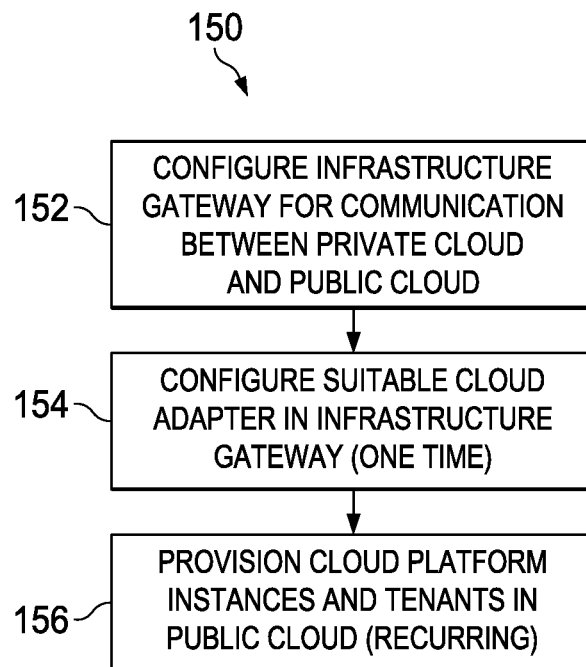 150
152
CONFIGURE INFRASTRUCTURE
GATEWAY FOR COMMUNICATION
BETWEEN PRIVATE CLOUD
AND PUBLIC CLOUD
154
CONFIGURE SUITABLE CLOUD
ADAPTER IN INFRASTRUCTURE
GATEWAY (ONE TIME)
156
PROVISION CLOUD PLATFORM
INSTANCES AND TENANTS IN
PUBLIC CLOUD (RECURRING)